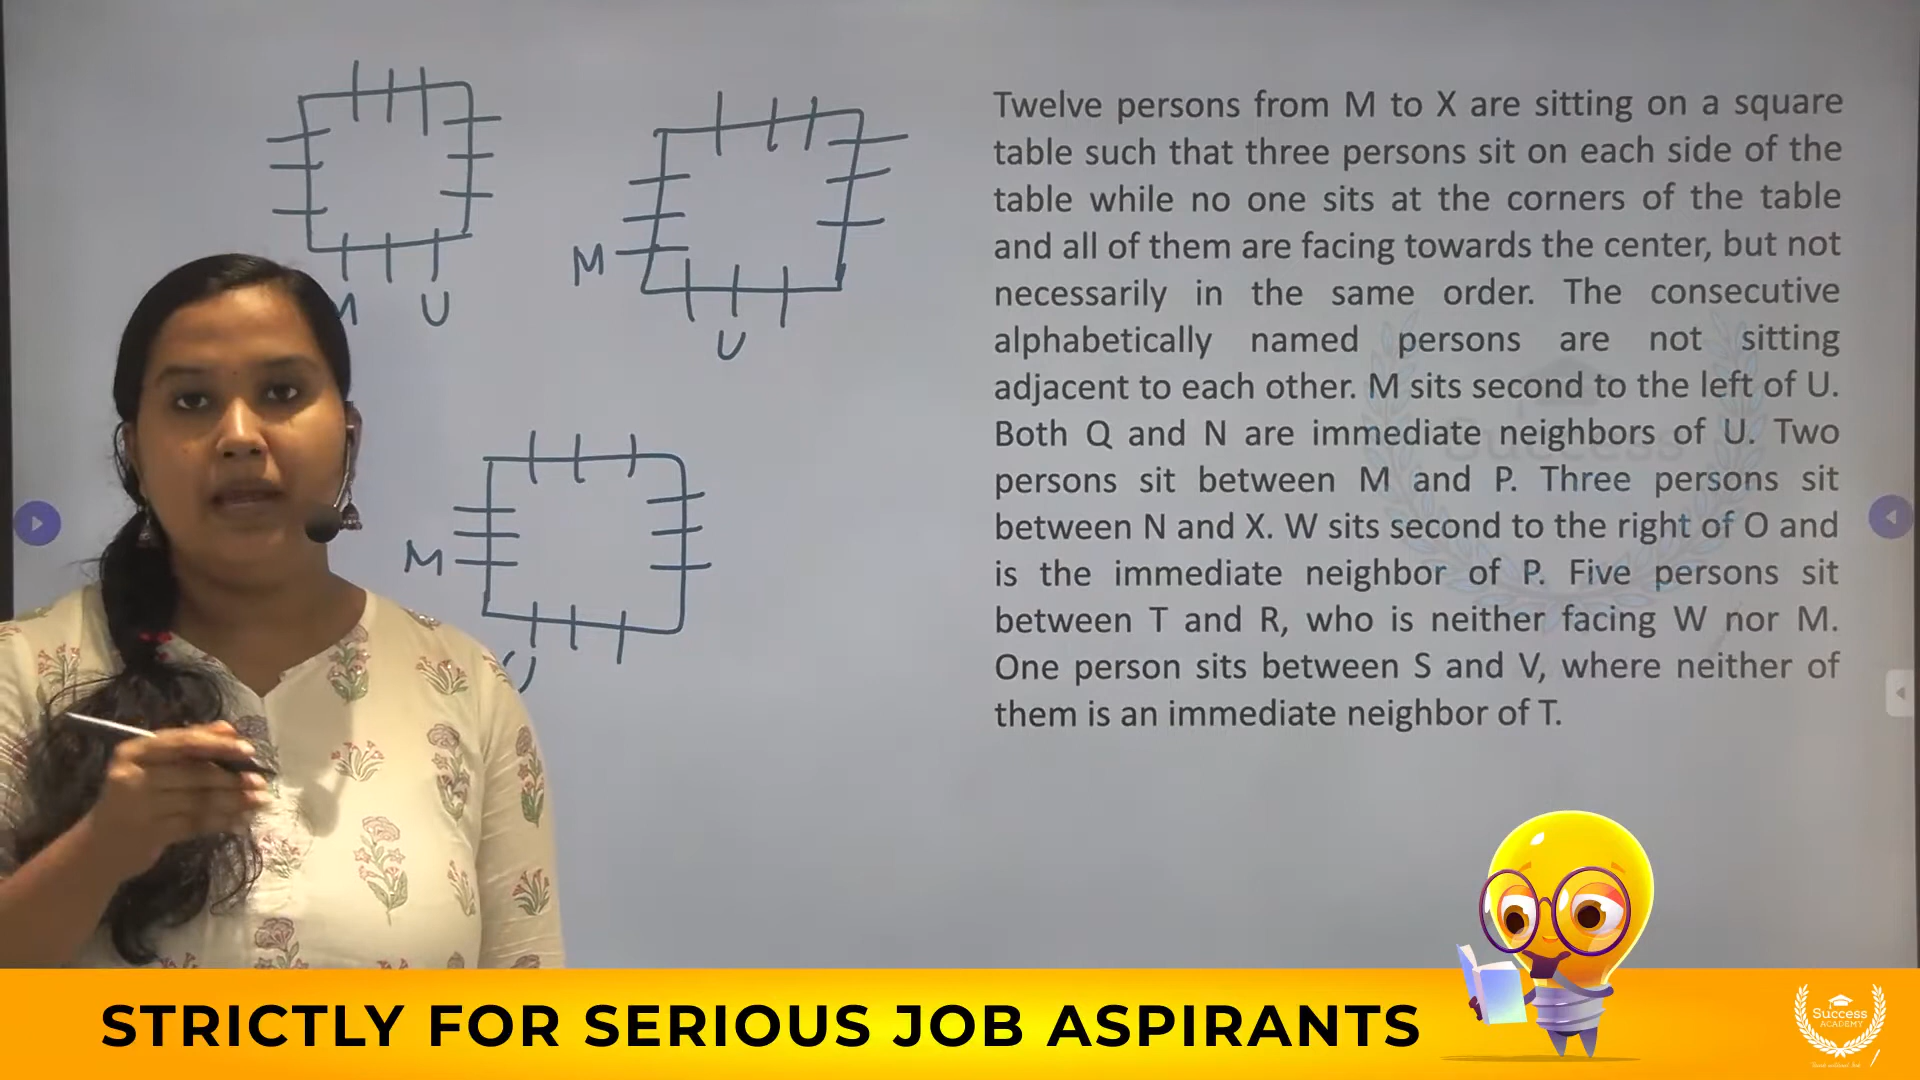 M U
M
U
M
U
Twelve persons from M to X are sitting on a square
table such that three persons sit on each side of the
table while no one sits at the corners of the table
and all of them are facing towards the center, but not
necessarily in the same order. The consecutive
alphabetically named persons are not sitting
adjacent to each other. M sits second to the left of U.
Both Q and N are immediate neighbors of U. Two
persons sit between M and P. Three persons sit
between N and X. W sits second to the right of O and
is the immediate neighbor of P. Five persons sit
between T and R, who is neither facing W nor M.
One person sits between S and V, where neither of
them is an immediate neighbor of T.
STRICTLY FOR SERIOUS JOB ASPIRANTS
Success
ACADEMY